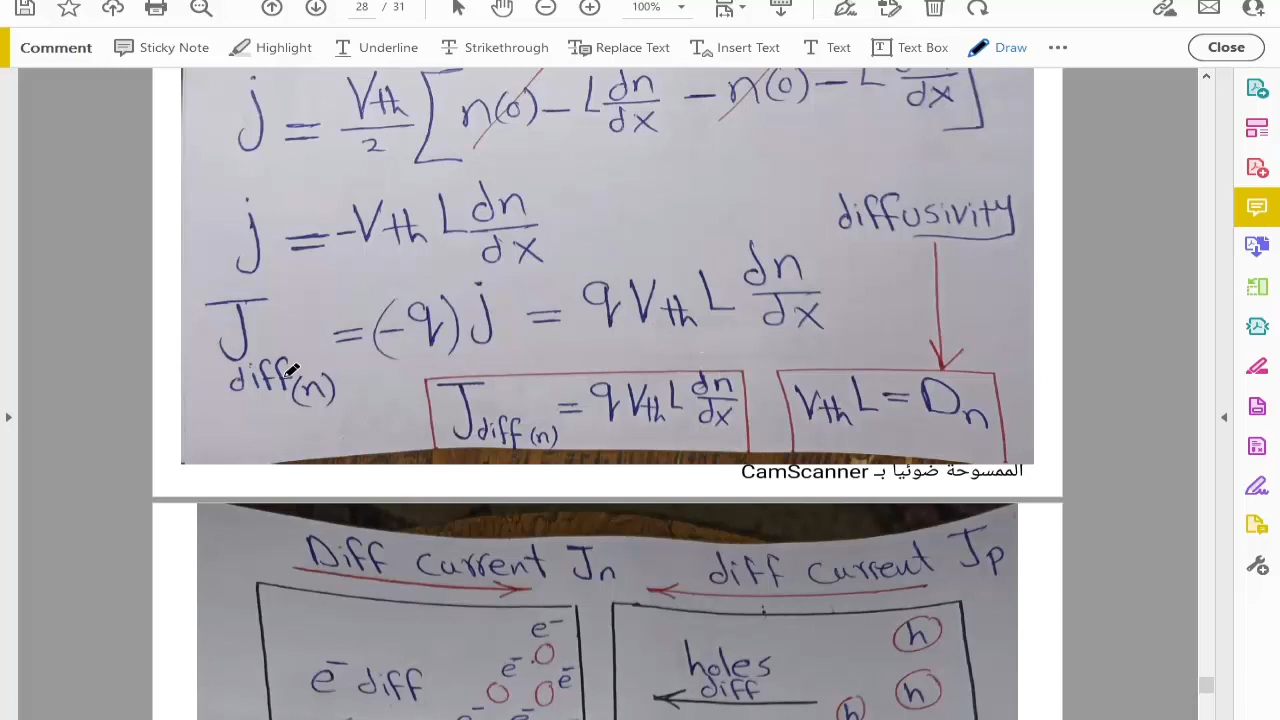 28 / 31
100%
Comment Sticky Note Highlight Underline Strikethrough Replace Text Insert Text Text Text Box Draw Close
j = Vth/2 [ n(0) - L dn/dx - n(0) - L dn/dx ]
j = -Vth L dn/dx
diffusivity
J diff(n) = (-q) j = q Vth L dn/dx
J diff(n) = q Vth L dn/dx
Vth L = Dn
الممسوحة ضوئيا بـ CamScanner
Diff current Jn
diff current Jp
e-
h
e- e-
holes
diff
e- diff
h
e-
h